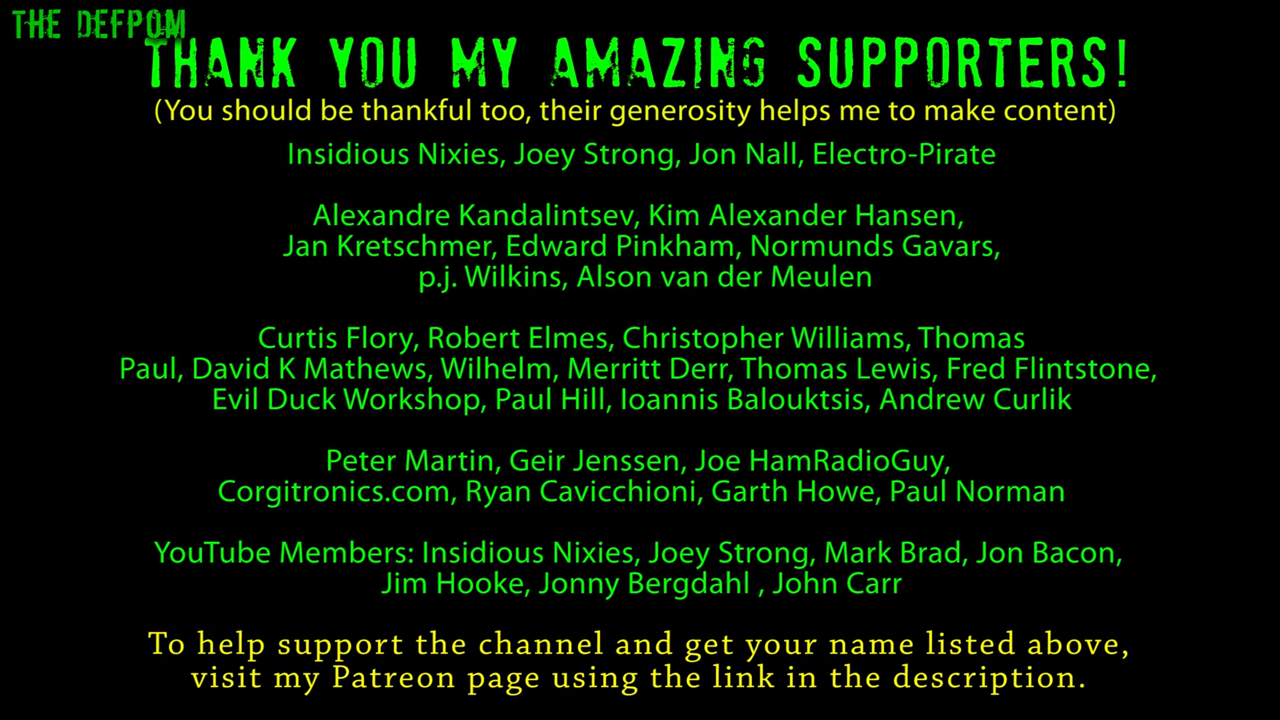 THE DEFPOM
THANK YOU MY AMAZING SUPPORTERS!
(You should be thankful too, their generosity helps me to make content)
Insidious Nixies, Joey Strong, Jon Nall, Electro-Pirate
Alexandre Kandalintsev, Kim Alexander Hansen,
Jan Kretschmer, Edward Pinkham, Normunds Gavars,
p.j. Wilkins, Alson van der Meulen
Curtis Flory, Robert Elmes, Christopher Williams, Thomas
Paul, David K Mathews, Wilhelm, Merritt Derr, Thomas Lewis, Fred Flintstone,
Evil Duck Workshop, Paul Hill, Ioannis Balouktsis, Andrew Curlik
Peter Martin, Geir Jenssen, Joe HamRadioGuy,
Corgitronics.com, Ryan Cavicchioni, Garth Howe, Paul Norman
YouTube Members: Insidious Nixies, Joey Strong, Mark Brad, Jon Bacon,
Jim Hooke, Jonny Bergdahl , John Carr
To help support the channel and get your name listed above,
visit my Patreon page using the link in the description.